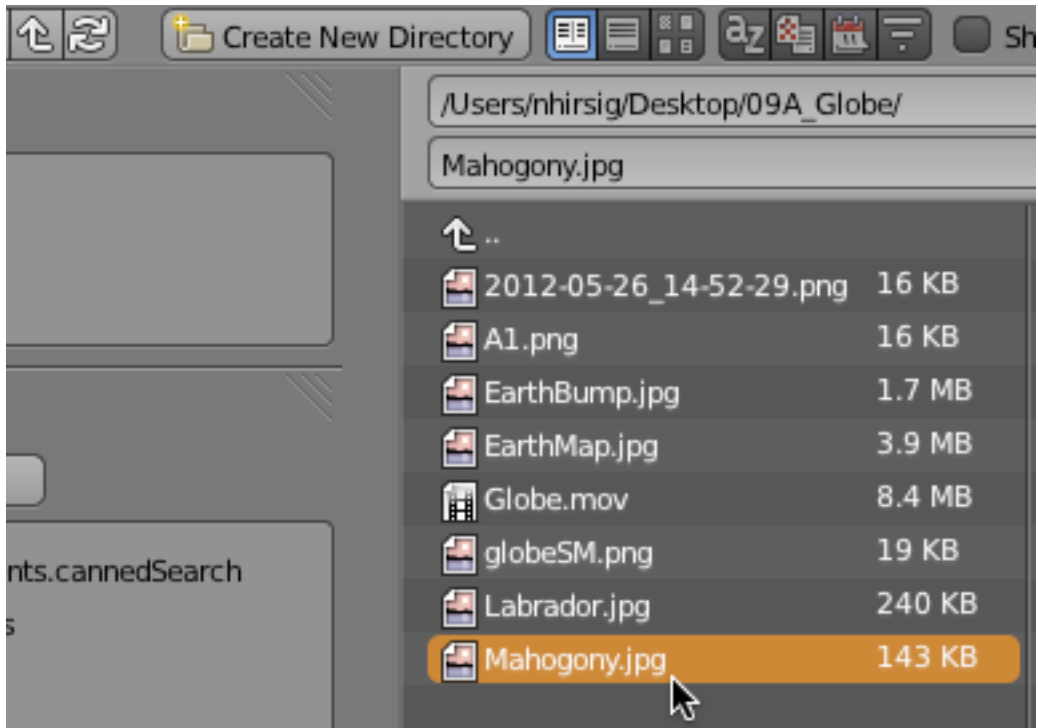 Create New Directory
/Users/nhirsig/Desktop/09A_Globe/
Mahogony.jpg
..
2012-05-26_14-52-29.png 16 KB
A1.png 16 KB
EarthBump.jpg 1.7 MB
EarthMap.jpg 3.9 MB
Globe.mov 8.4 MB
globeSM.png 19 KB
Labrador.jpg 240 KB
Mahogony.jpg 143 KB
nts.cannedSearch